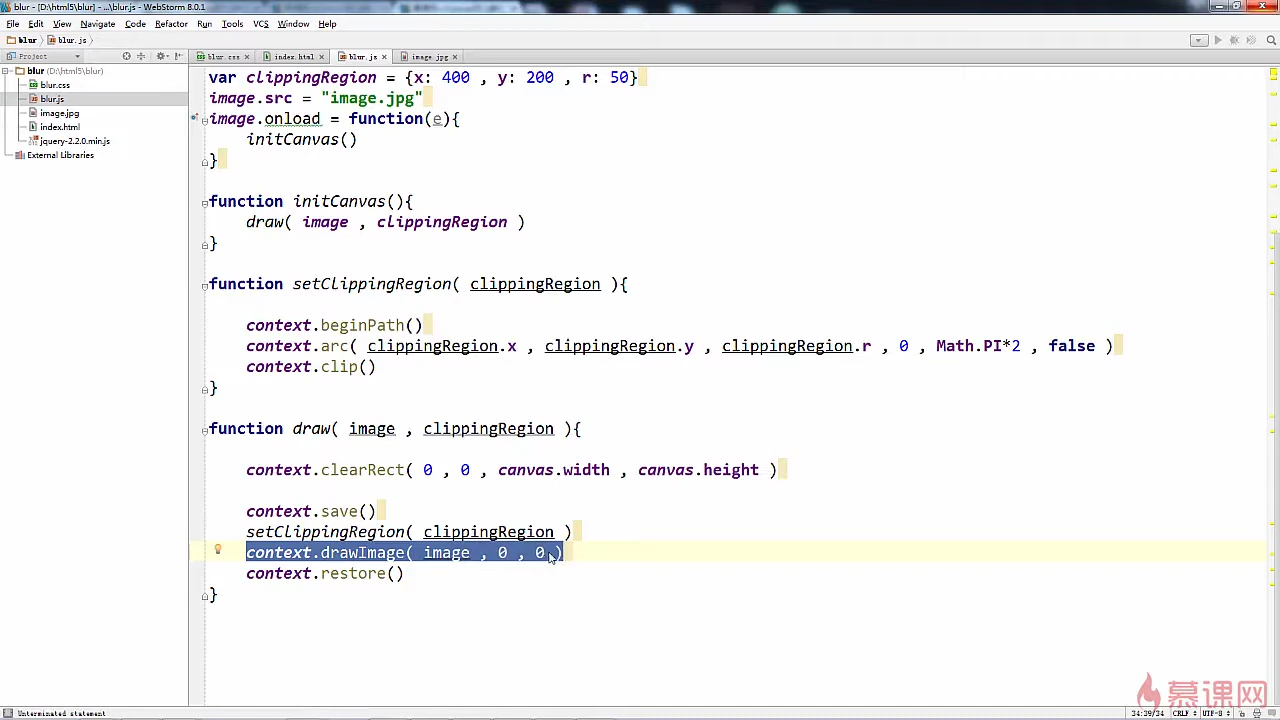 blur - [D:\html5\blur] - ...\blur.js - WebStorm 8.0.1
File Edit View Navigate Code Refactor Run Tools VCS Window Help
blur blur.js
Project
blur.css index.html blur.js image.jpg
blur (D:\html5\blur)
blur.css
blur.js
image.jpg
index.html
jquery-2.2.0.min.js
External Libraries
var clippingRegion = {x: 400 , y: 200 , r: 50}
image.src = "image.jpg"
image.onload = function(e){
initCanvas()
}
function initCanvas(){
draw( image , clippingRegion )
}
function setClippingRegion( clippingRegion ){
context.beginPath()
context.arc( clippingRegion.x , clippingRegion.y , clippingRegion.r , 0 , Math.PI*2 , false )
context.clip()
}
function draw( image , clippingRegion ){
context.clearRect( 0 , 0 , canvas.width , canvas.height )
context.save()
setClippingRegion( clippingRegion )
context.drawImage( image , 0 , 0 )
context.restore()
}
慕课网
Unterminated statement
34:39/34 CRLF UTF-8